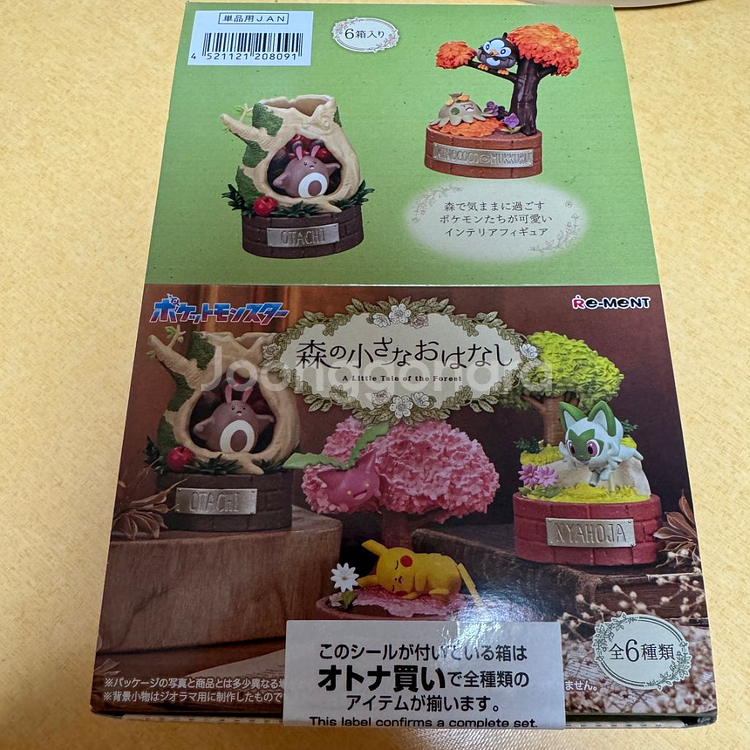 単品用JAN
4 521121 208091
6箱入り
OTACHI
KINOCOCO & MUKKURU
森で気ままに過ごす
ポケモンたちが可愛い
インテリアフィギュア
ポケットモンスター
RE-MENT
森の小さなおはなし
A Little Tale of the Forest
Joonggonara
OTACHI
NYAHOJA
全6種類
このシールが付いている箱は
オトナ買いで全種類の
アイテムが揃います。
This label confirms a complete set.
※パッケージの写真と商品とは多少異なる場
※背景小物はジオラマ用に制作したもので
ません。